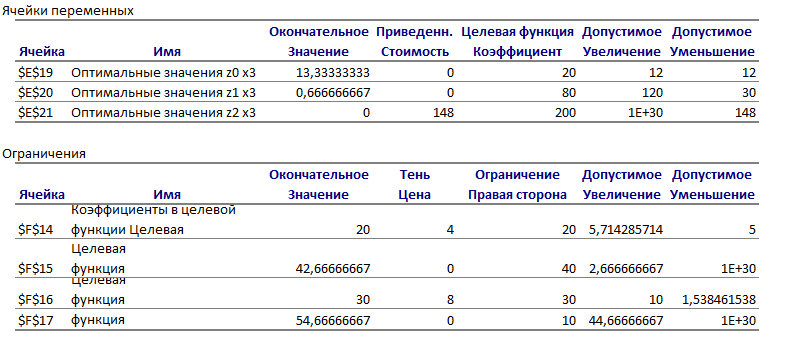 Ячейки переменных
Окончательное Приведенн. Целевая функция Допустимое Допустимое
Ячейка Имя Значение Стоимость Коэффициент Увеличение Уменьшение
$E$19 Оптимальные значения z0 x3 13,33333333 0 20 12 12
$E$20 Оптимальные значения z1 x3 0,666666667 0 80 120 30
$E$21 Оптимальные значения z2 x3 0 148 200 1E+30 148
Ограничения
Окончательное Тень Ограничение Допустимое Допустимое
Ячейка Имя Значение Цена Правая сторона Увеличение Уменьшение
Коэффициенты в целевой
$F$14 функции Целевая 20 4 20 5,714285714 5
Целевая
$F$15 функция 42,66666667 0 40 2,666666667 1E+30
Целевая
$F$16 функция 30 8 30 10 1,538461538
$F$17 функция 54,66666667 0 10 44,66666667 1E+30